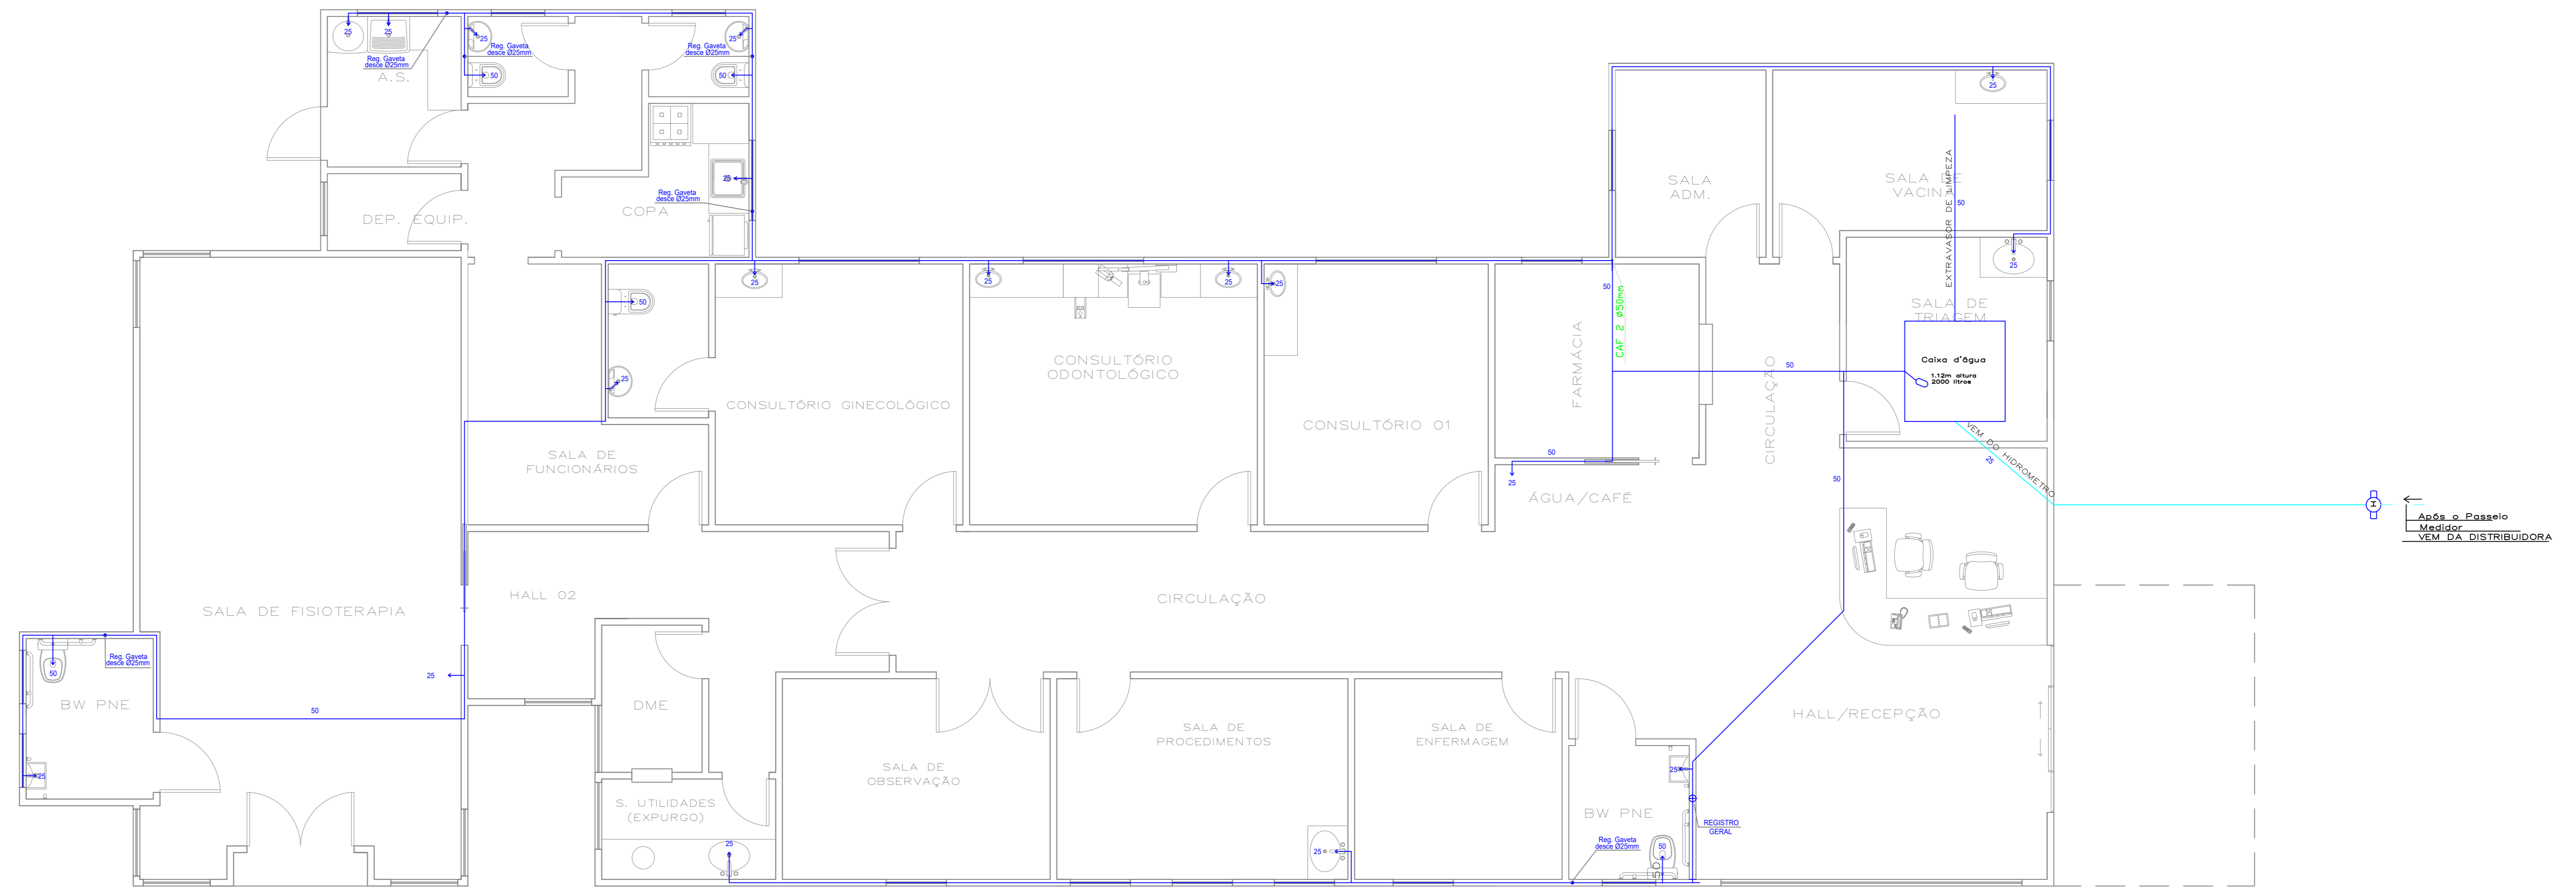 25
25
Reg. Gaveta
desce Ø25mm
A.S.
25
Reg. Gaveta
desce Ø25mm
50
Reg. Gaveta
desce Ø25mm
25
50
25
Reg. Gaveta
desce Ø25mm
COPA
DEP. EQUIP.
SALA
ADM.
25
SALA DE
VACINA
EXTRAVASOR DE LIMPEZA
50
25
SALA DE
TRIAGEM
Caixa d'água
1.12m altura
2000 litros
VEM DO HIDROMETRO
25
H
Após o Passeio
Medidor
VEM DA DISTRIBUIDORA
50
25
25
CONSULTÓRIO GINECOLÓGICO
25
25
CONSULTÓRIO
ODONTOLÓGICO
25
CONSULTÓRIO 01
50
CAF 2 ø50mm
FARMÁCIA
50
CIRCULAÇÃO
50
50
25
ÁGUA/CAFÉ
SALA DE
FUNCIONÁRIOS
HALL 02
CIRCULAÇÃO
SALA DE FISIOTERAPIA
Reg. Gaveta
desce Ø25mm
50
BW PNE
25
50
25
DME
S. UTILIDADES
(EXPURGO)
25
SALA DE
OBSERVAÇÃO
SALA DE
PROCEDIMENTOS
25
SALA DE
ENFERMAGEM
HALL/RECEPÇÃO
25
BW PNE
REGISTRO
GERAL
Reg. Gaveta
desce Ø25mm
50
50